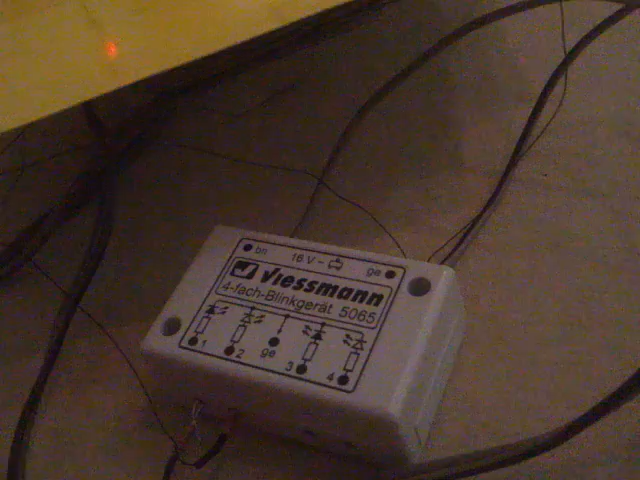 bn 16 V ~ ge
Viessmann
4-fach-Blinkgerät 5065
1 2 ge 3 4